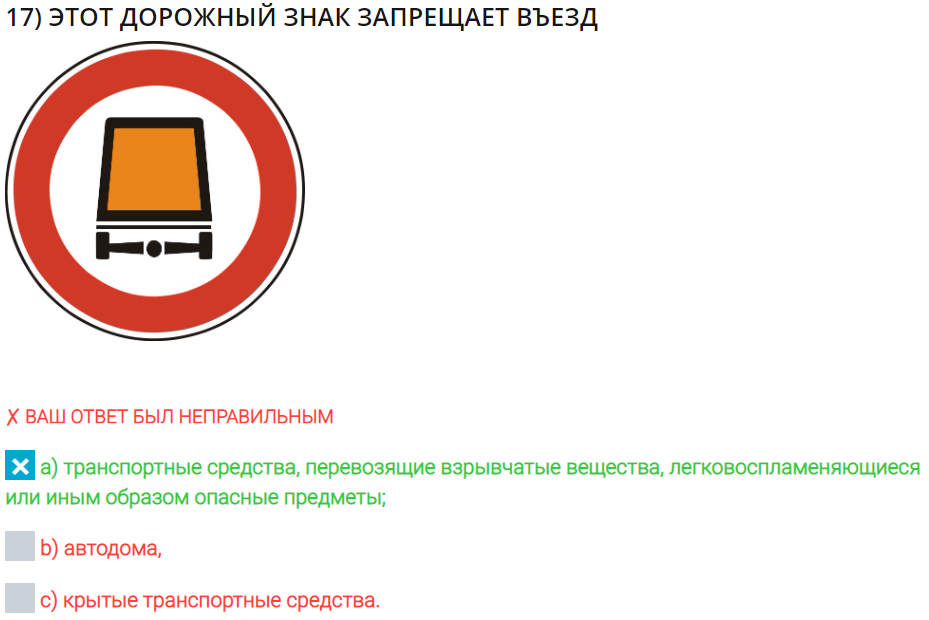 17) ЭТОТ ДОРОЖНЫЙ ЗНАК ЗАПРЕЩАЕТ ВЪЕЗД
✗ ВАШ ОТВЕТ БЫЛ НЕПРАВИЛЬНЫМ
a) транспортные средства, перевозящие взрывчатые вещества, легковоспламеняющиеся
или иным образом опасные предметы;
b) автодома,
c) крытые транспортные средства.